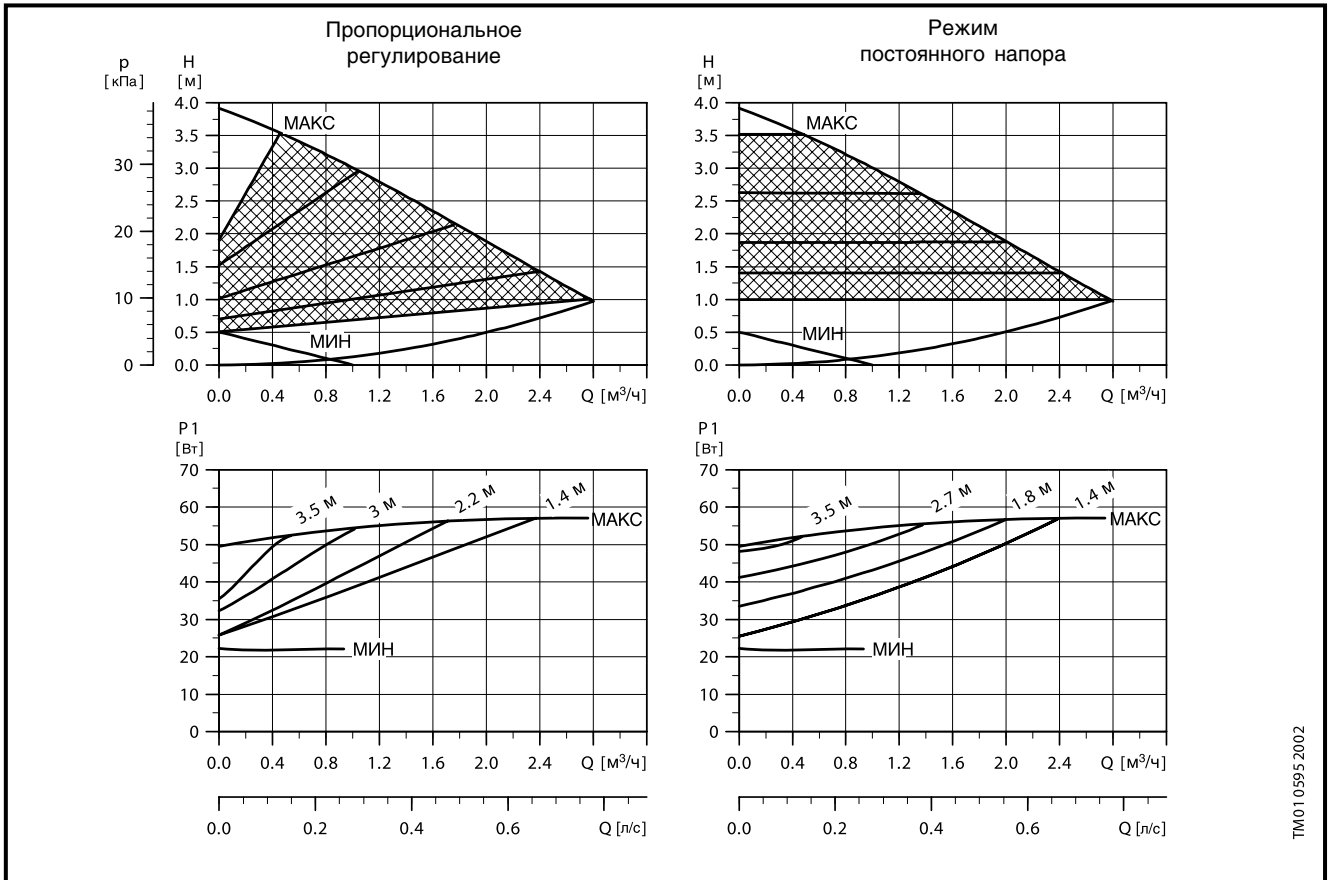 Пропорциональное
регулирование
Режим
постоянного напора
p
[кПа]
H
[м]
H
[м]
4.0
3.5
3.0
2.5
2.0
1.5
1.0
0.5
0.0
30
20
10
0
МАКС
МИН
0.0 0.4 0.8 1.2 1.6 2.0 2.4 Q [м³/ч]
4.0
3.5
3.0
2.5
2.0
1.5
1.0
0.5
0.0
МАКС
МИН
0.0 0.4 0.8 1.2 1.6 2.0 2.4 Q [м³/ч]
P1
[Вт]
70
60
50
40
30
20
10
0
3.5 м 3 м 2.2 м 1.4 м
МАКС
МИН
0.0 0.4 0.8 1.2 1.6 2.0 2.4 Q [м³/ч]
0.0 0.2 0.4 0.6 Q [л/с]
P1
[Вт]
70
60
50
40
30
20
10
0
3.5 м 2.7 м 1.8 м 1.4 м
МАКС
МИН
0.0 0.4 0.8 1.2 1.6 2.0 2.4 Q [м³/ч]
0.0 0.2 0.4 0.6 Q [л/с]
TM01 0595 2002